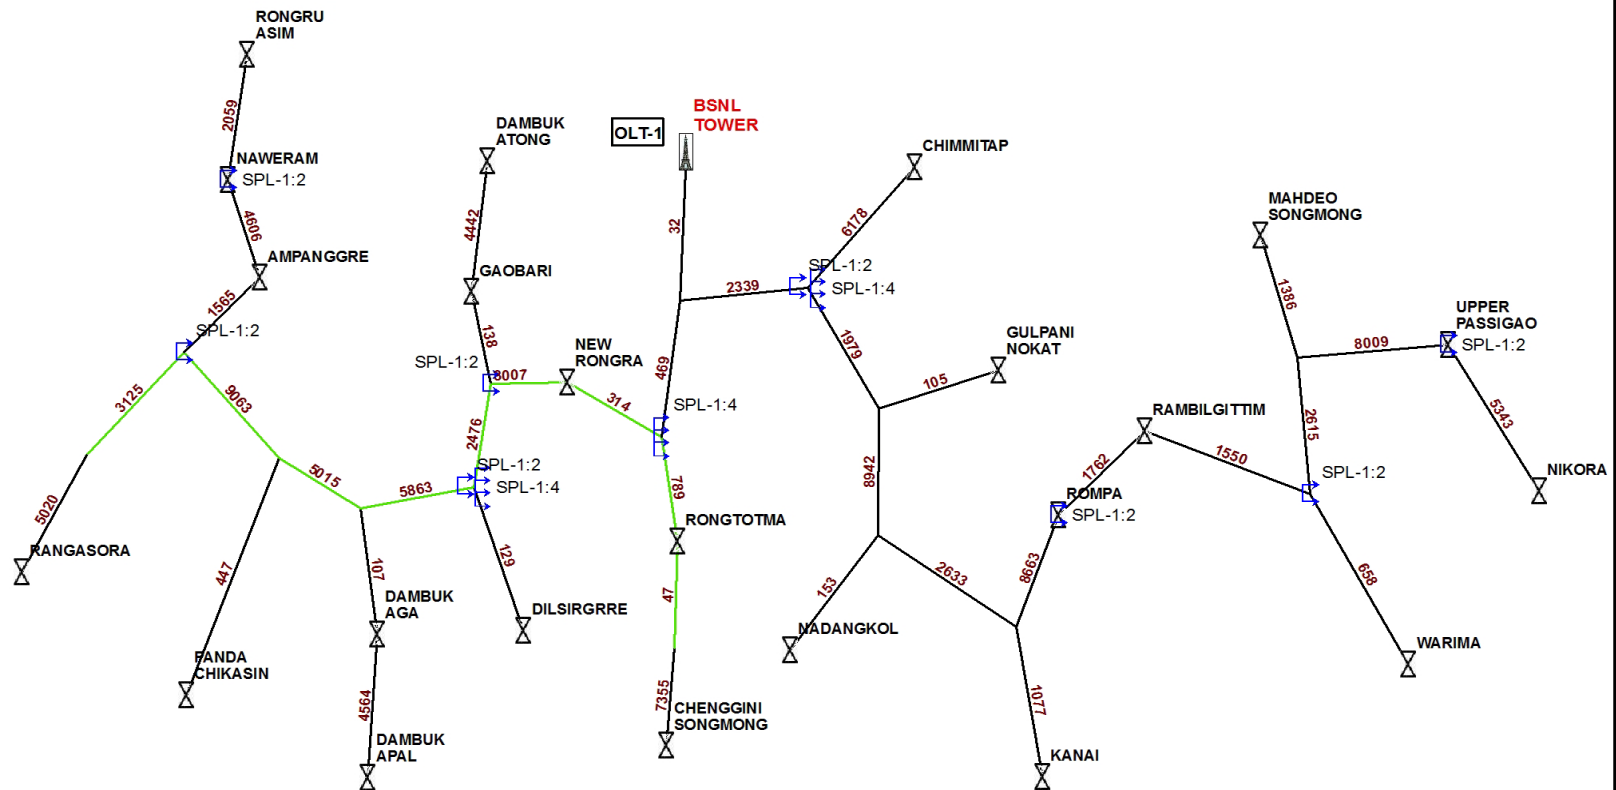 RONGRU
ASIM
2059
NAWERAM
SPL-1:2
4606
AMPANGGRE
1565
SPL-1:2
3125
9063
5020
RANGASORA
447
PANDA
CHIKASIN
5015
5863
107
DAMBUK
AGA
4564
DAMBUK
APAL
DAMBUK
ATONG
4442
GAOBARI
138
SPL-1:2
8007
2476
SPL-1:2
SPL-1:4
129
DILSIRGRRE
NEW
RONGRA
314
OLT-1
BSNL
TOWER
32
469
2339
SPL-1:4
789
RONGTOTMA
47
7355
CHENGGINI
SONGMONG
CHIMMITAP
6178
SPL-1:2
SPL-1:4
1979
GULPANI
NOKAT
105
8942
153
NADANGKOL
2633
8663
1077
KANAI
ROMPA
SPL-1:2
1762
RAMBILGITTIM
1550
MAHDEO
SONGMONG
1386
8009
UPPER
PASSIGAO
SPL-1:2
5343
NIKORA
2615
SPL-1:2
658
WARIMA